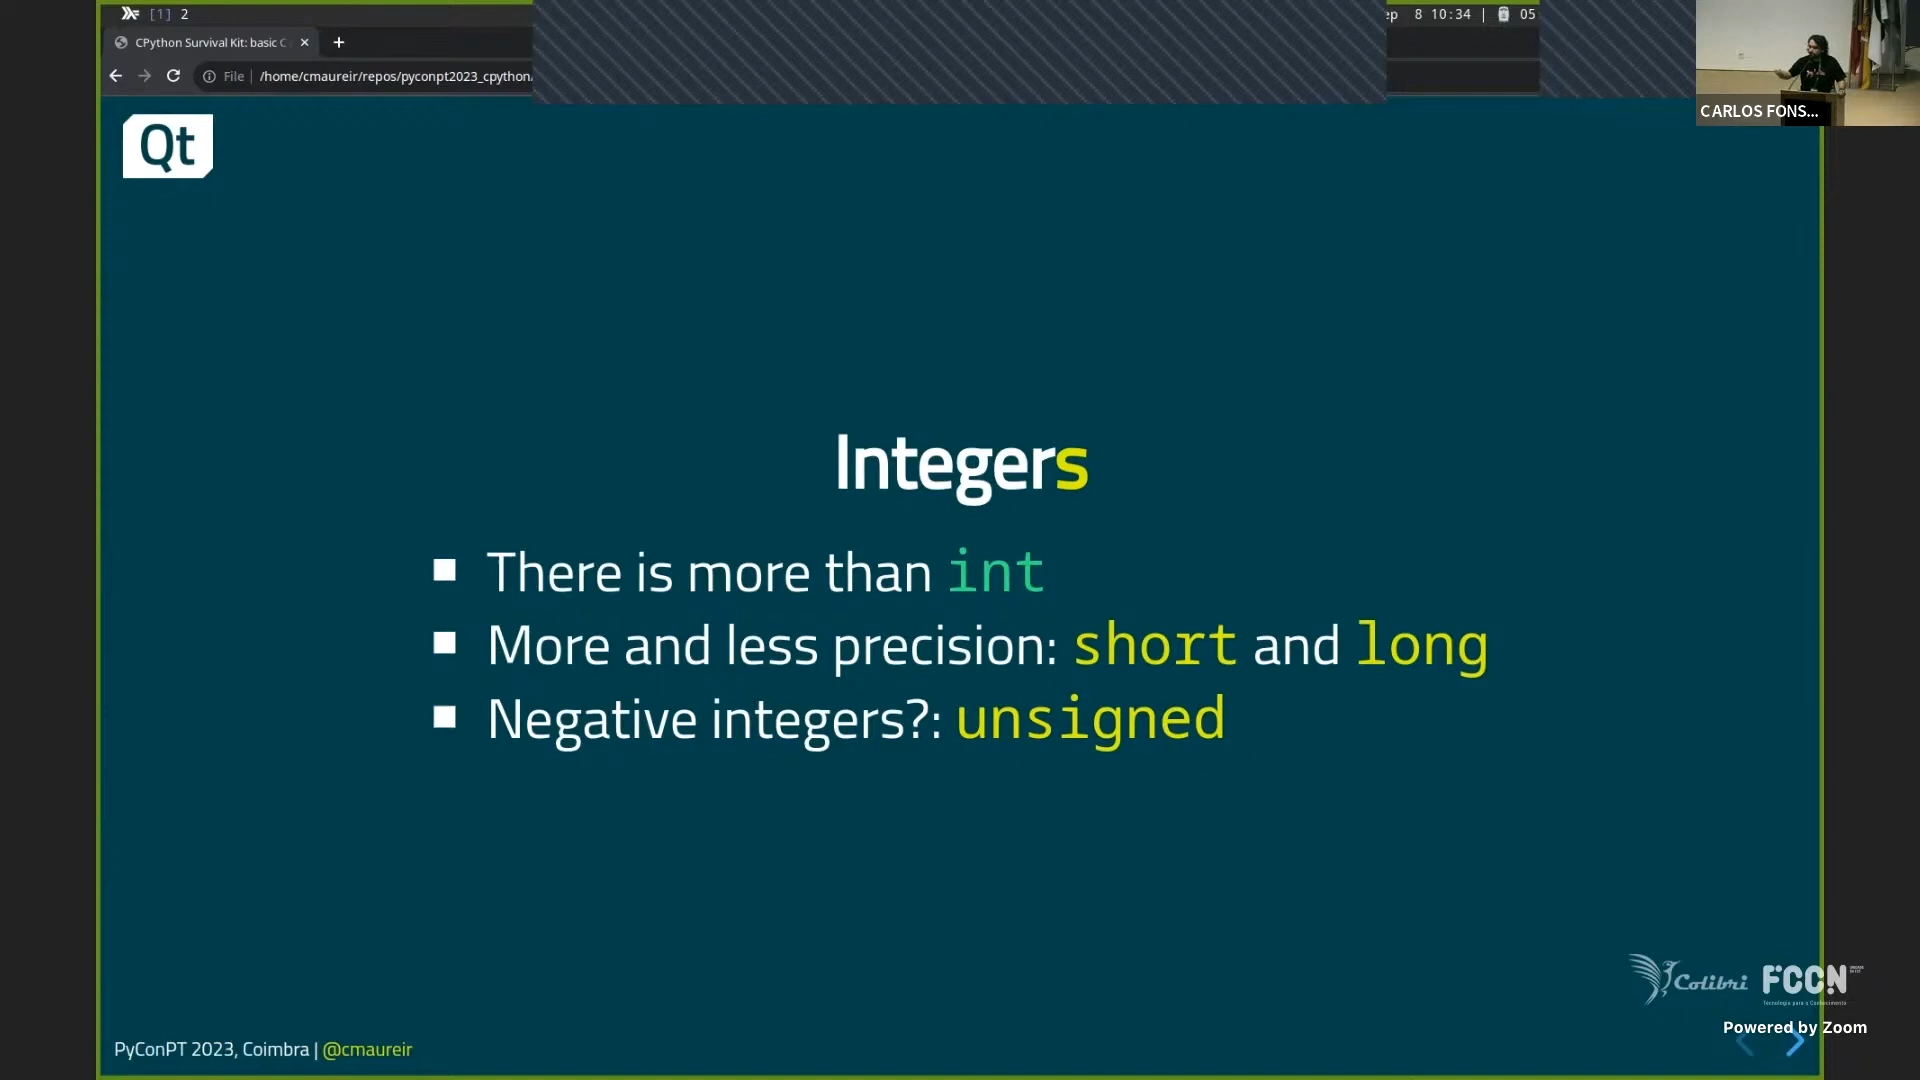 [1] 2
ep 8 10:34 | 05
CPython Survival Kit: basic C
File | /home/cmaureir/repos/pyconpt2023_cpython/
CARLOS FONS...
Qt
Integers
There is more than int
More and less precision: short and long
Negative integers?: unsigned
Colibri FCCN
Powered by Zoom
PyConPT 2023, Coimbra | @cmaureir